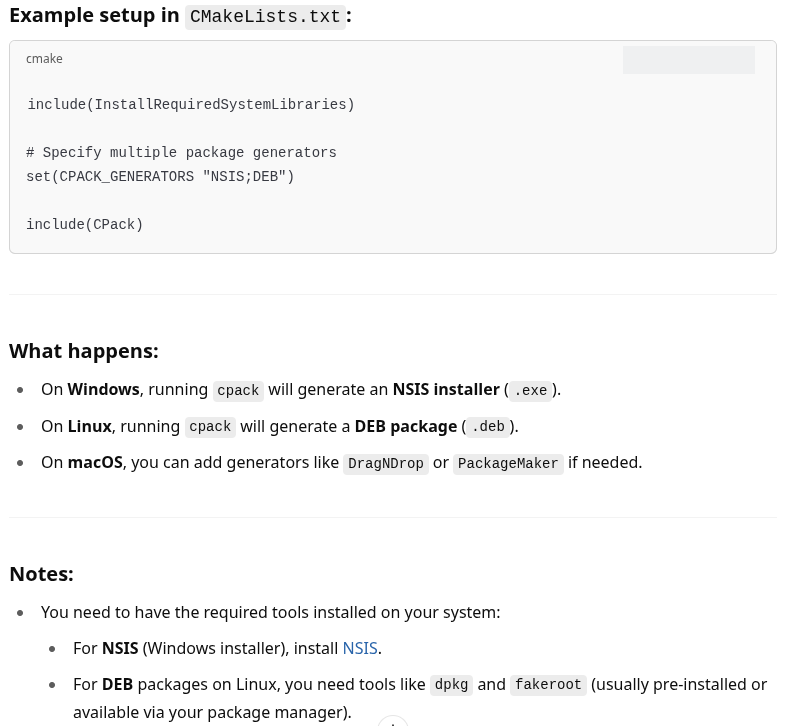 Example setup in CMakeLists.txt:
cmake
include(InstallRequiredSystemLibraries)
# Specify multiple package generators
set(CPACK_GENERATORS "NSIS;DEB")
include(CPack)
What happens:
On Windows, running cpack will generate an NSIS installer (.exe).
On Linux, running cpack will generate a DEB package (.deb).
On macOS, you can add generators like DragNDrop or PackageMaker if needed.
Notes:
You need to have the required tools installed on your system:
For NSIS (Windows installer), install NSIS.
For DEB packages on Linux, you need tools like dpkg and fakeroot (usually pre-installed or
available via your package manager).